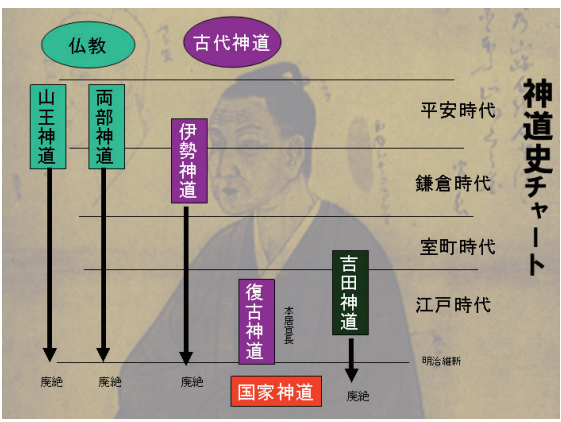 神道史チャート
仏教
古代神道
山王神道
両部神道
伊勢神道
復古神道
本居宣長
吉田神道
国家神道
平安時代
鎌倉時代
室町時代
江戸時代
明治維新
廃絶
廃絶
廃絶
廃絶